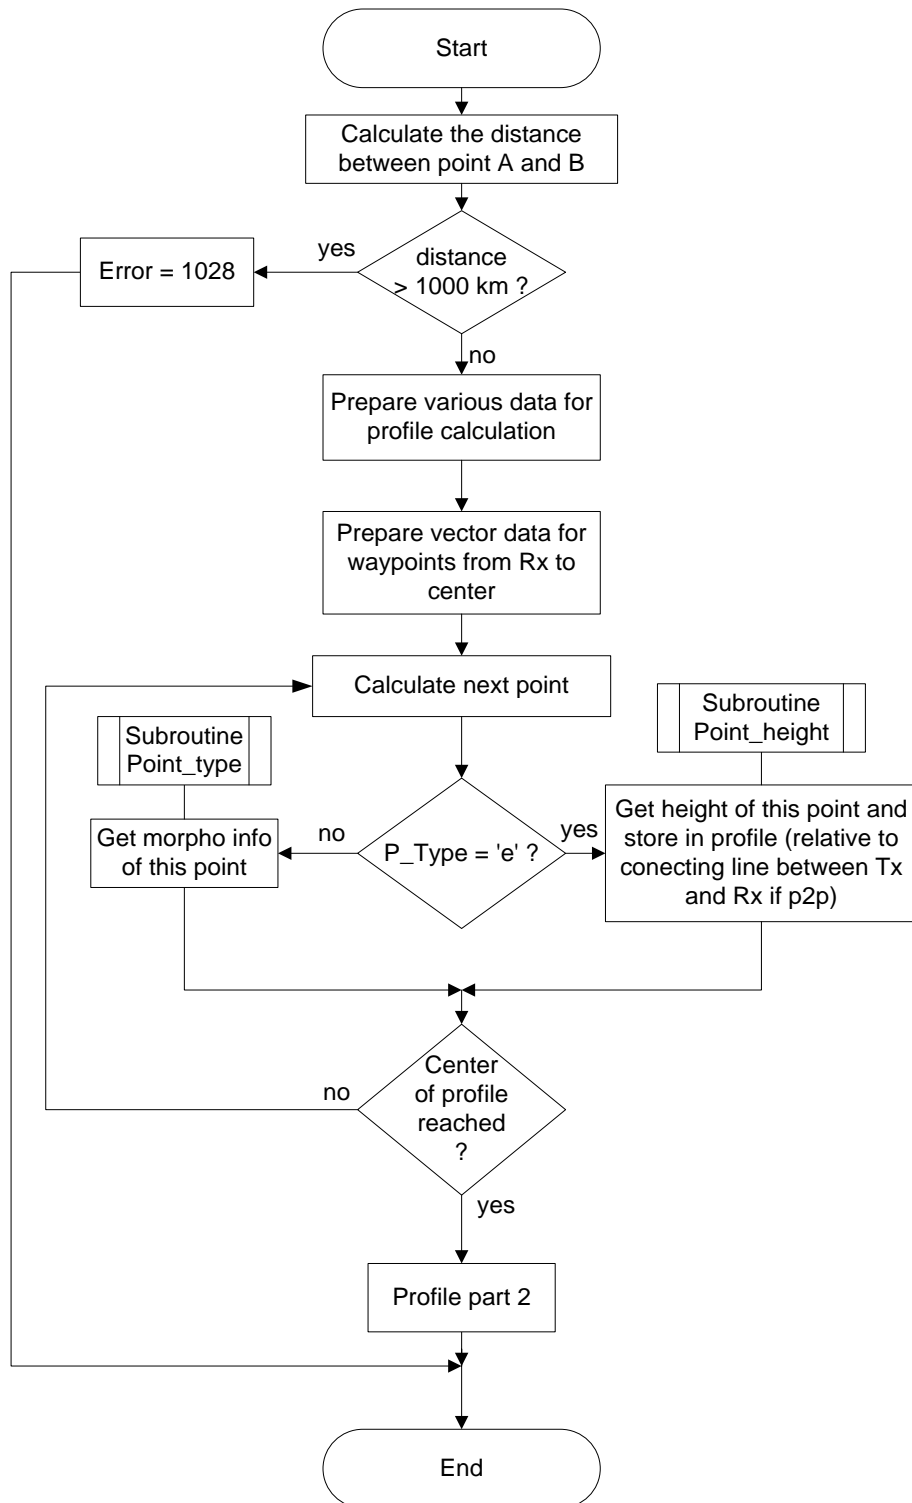 Start
Calculate the distance
between point A and B
yes
distance
> 1000 km ?
Error = 1028
no
Prepare various data for
profile calculation
Prepare vector data for
waypoints from Rx to
center
Calculate next point
Subroutine
Point_type
Subroutine
Point_height
Get morpho info
of this point
no
P_Type = 'e' ?
yes
Get height of this point and
store in profile (relative to
conecting line between Tx
and Rx if p2p)
no
Center
of profile
reached
?
yes
Profile part 2
End